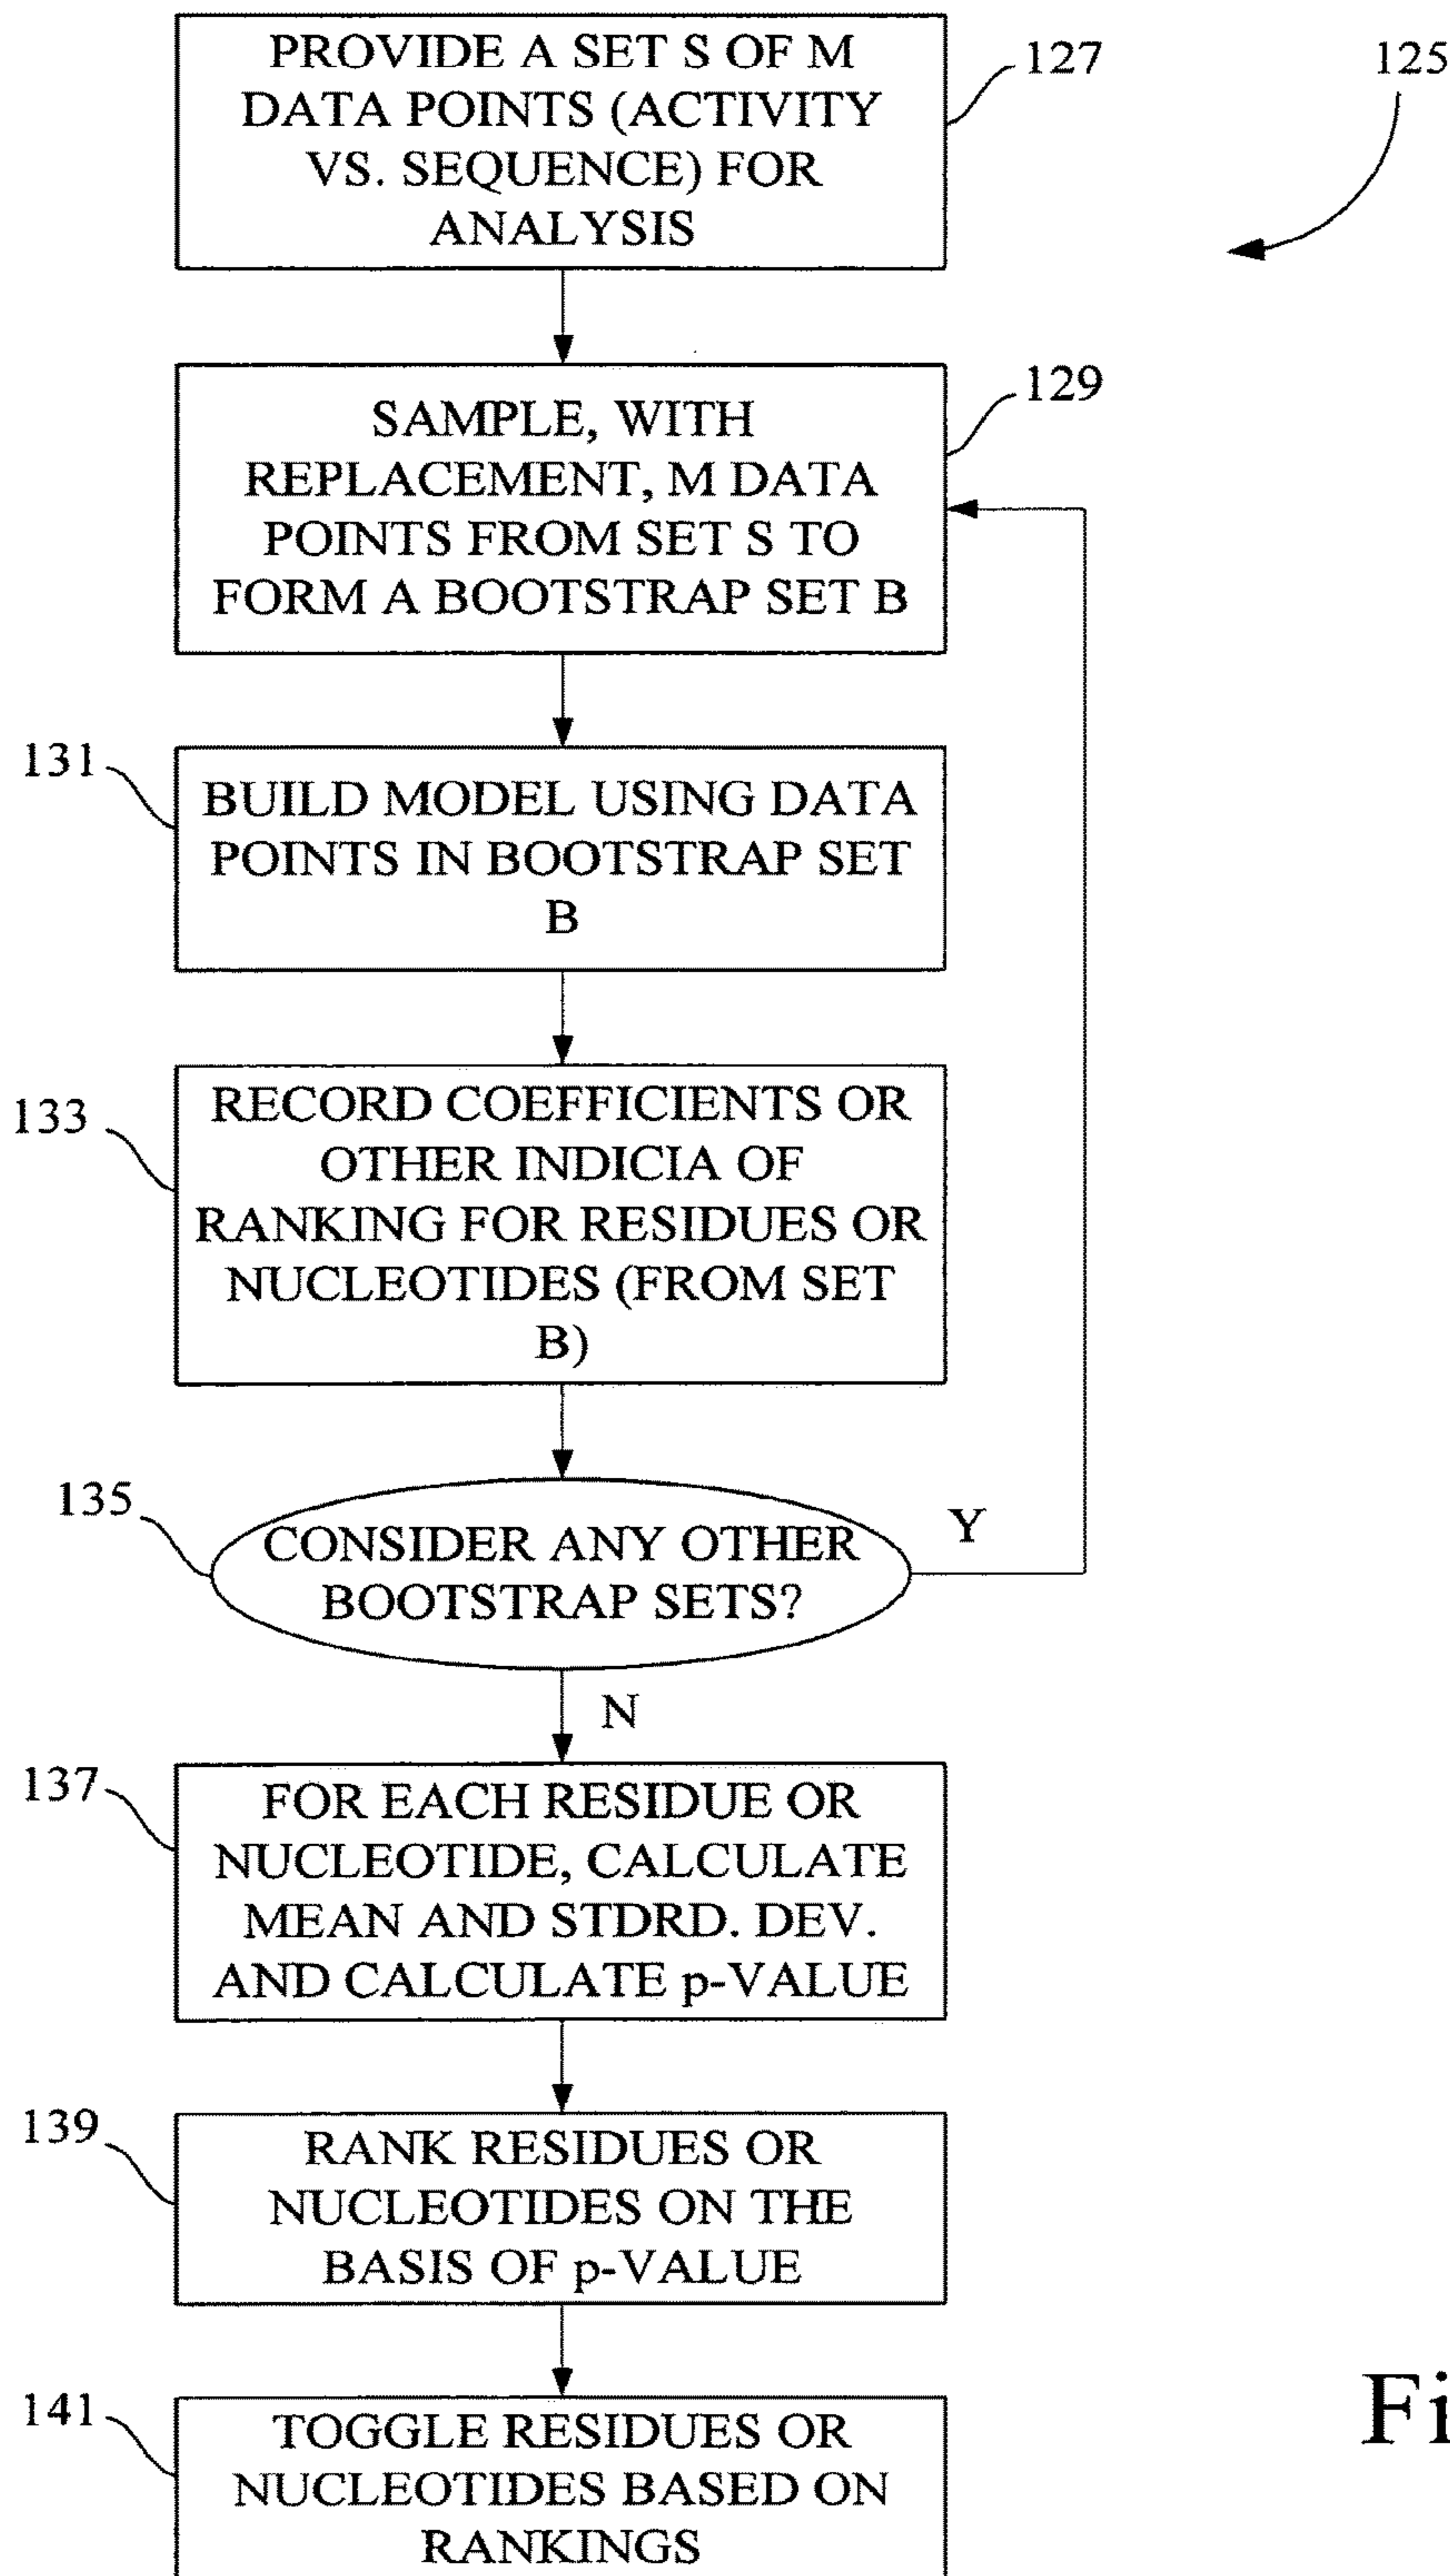 PROVIDE A SET S OF M
DATA POINTS (ACTIVITY
VS. SEQUENCE) FOR
ANALYSIS
127
125
SAMPLE, WITH
REPLACEMENT, M DATA
POINTS FROM SET S TO
FORM A BOOTSTRAP SET B
129
131
BUILD MODEL USING DATA
POINTS IN BOOTSTRAP SET
B
133
RECORD COEFFICIENTS OR
OTHER INDICIA OF
RANKING FOR RESIDUES OR
NUCLEOTIDES (FROM SET
B)
135
CONSIDER ANY OTHER
BOOTSTRAP SETS?
Y
N
137
FOR EACH RESIDUE OR
NUCLEOTIDE, CALCULATE
MEAN AND STDRD. DEV.
AND CALCULATE p-VALUE
139
RANK RESIDUES OR
NUCLEOTIDES ON THE
BASIS OF p-VALUE
141
TOGGLE RESIDUES OR
NUCLEOTIDES BASED ON
RANKINGS